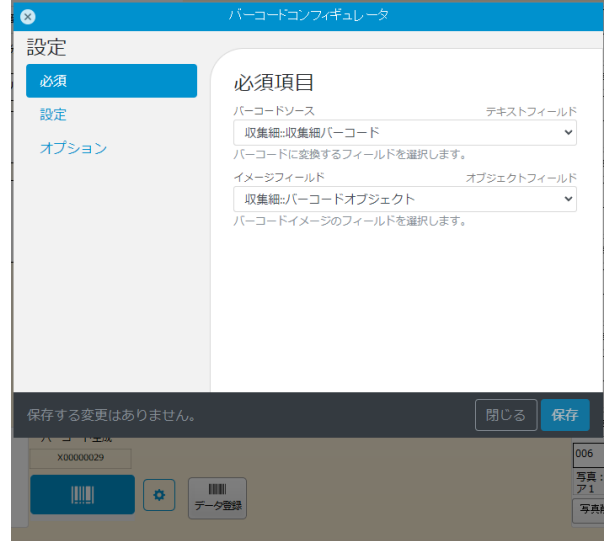 バーコードコンフィギュレータ
設定
必須
設定
オプション
必須項目
バーコードソース テキストフィールド
収集細::収集細バーコード
バーコードに変換するフィールドを選択します。
イメージフィールド オブジェクトフィールド
収集細::バーコードオブジェクト
バーコードイメージのフィールドを選択します。
保存する変更はありません。
閉じる 保存
X00000029
データ登録
006
写真：
ア1